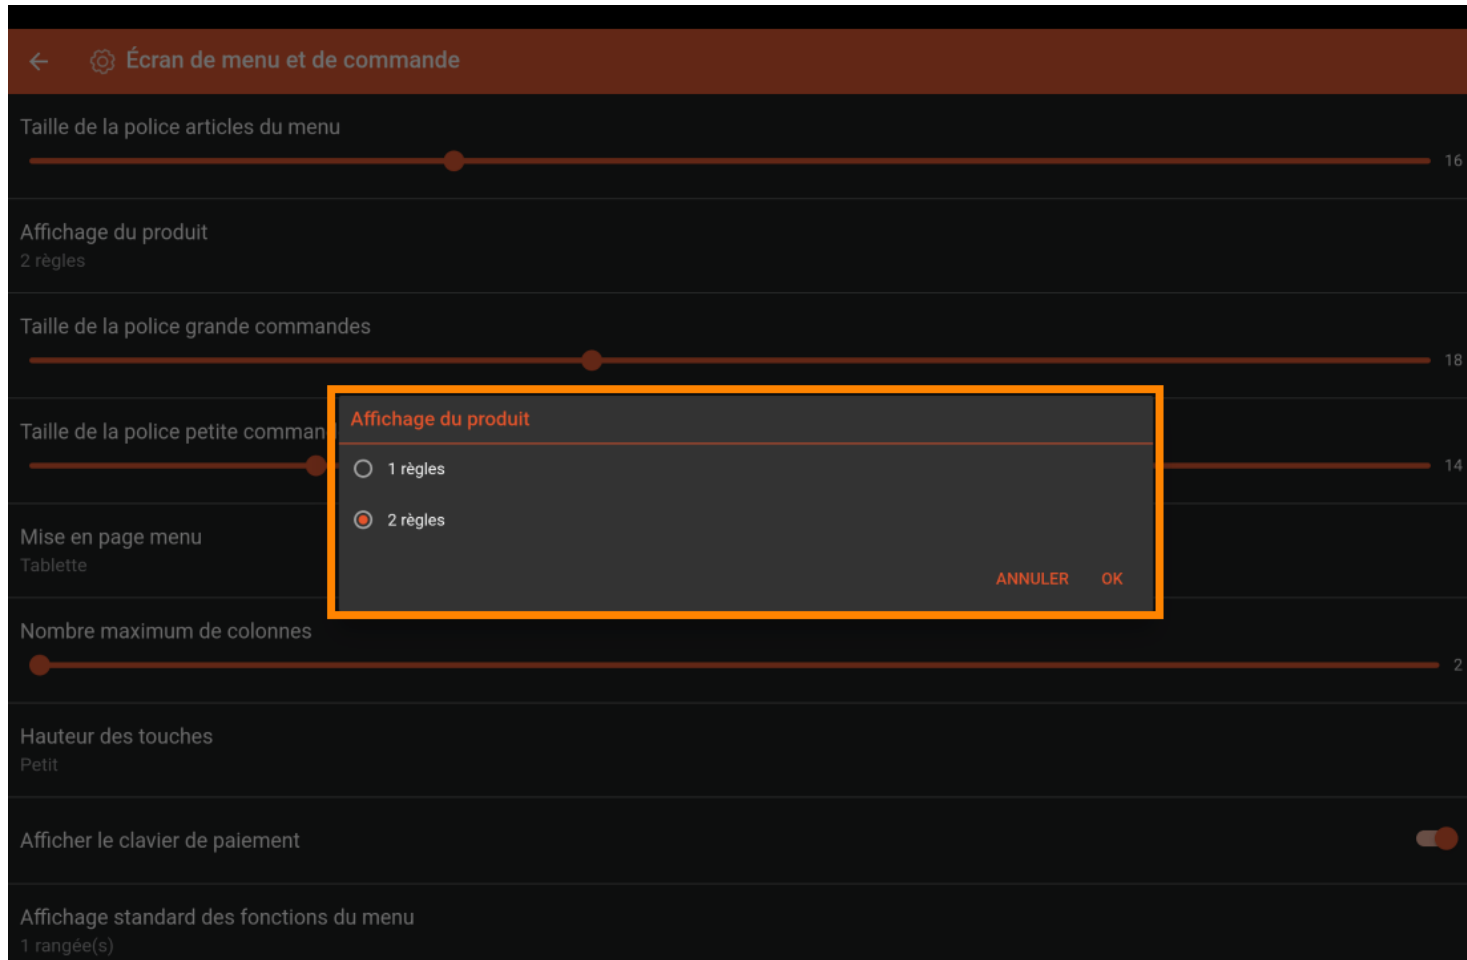 Écran de menu et de commande
Taille de la police articles du menu
16
Affichage du produit
2 règles
Taille de la police grande commandes
18
Taille de la police petite comman
14
Affichage du produit
1 règles
2 règles
ANNULER OK
Mise en page menu
Tablette
Nombre maximum de colonnes
2
Hauteur des touches
Petit
Afficher le clavier de paiement
Affichage standard des fonctions du menu
1 rangée(s)